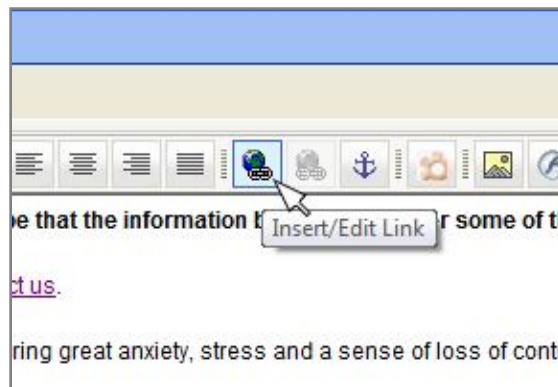 be that the information b r some of t
Insert/Edit Link
ct us.
ring great anxiety, stress and a sense of loss of cont